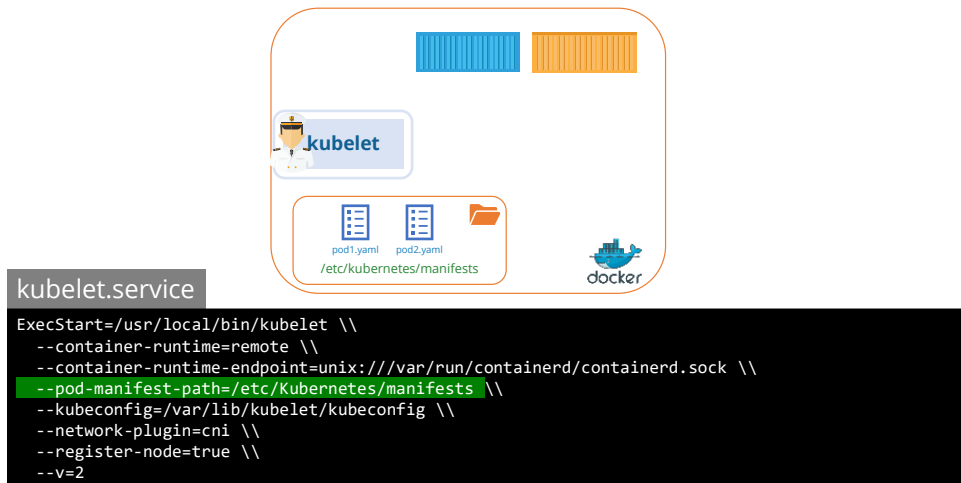 kubelet
pod1.yaml pod2.yaml
/etc/kubernetes/manifests
docker
kubelet.service
ExecStart=/usr/local/bin/kubelet \\
--container-runtime=remote \\
--container-runtime-endpoint=unix:///var/run/containerd/containerd.sock \\
--pod-manifest-path=/etc/Kubernetes/manifests \\
--kubeconfig=/var/lib/kubelet/kubeconfig \\
--network-plugin=cni \\
--register-node=true \\
--v=2